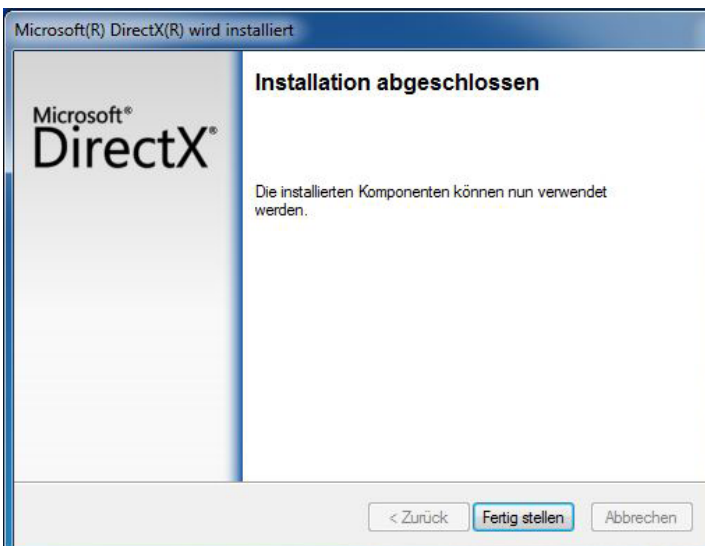 Microsoft(R) DirectX(R) wird installiert
Microsoft®
DirectX®
Installation abgeschlossen
Die installierten Komponenten können nun verwendet
werden.
< Zurück
Fertig stellen
Abbrechen